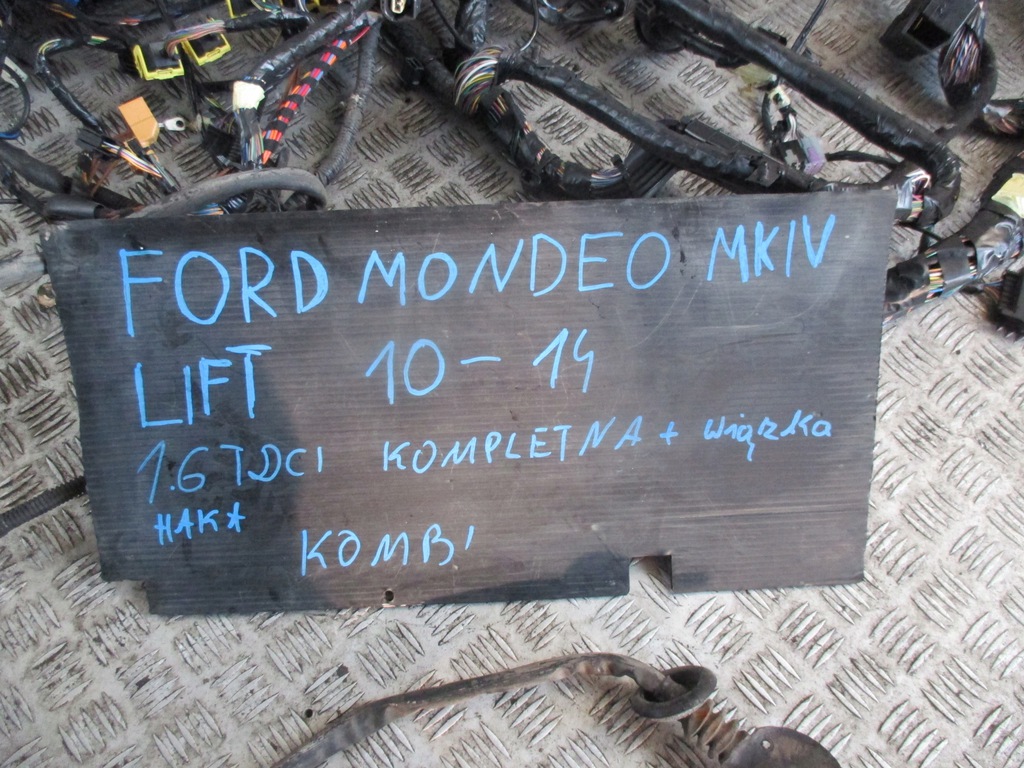 FORD MONDEO MKIV
LIFT 10-14
1.6 TDCI KOMPLETNA + wiązka
HAKA
KOMBI